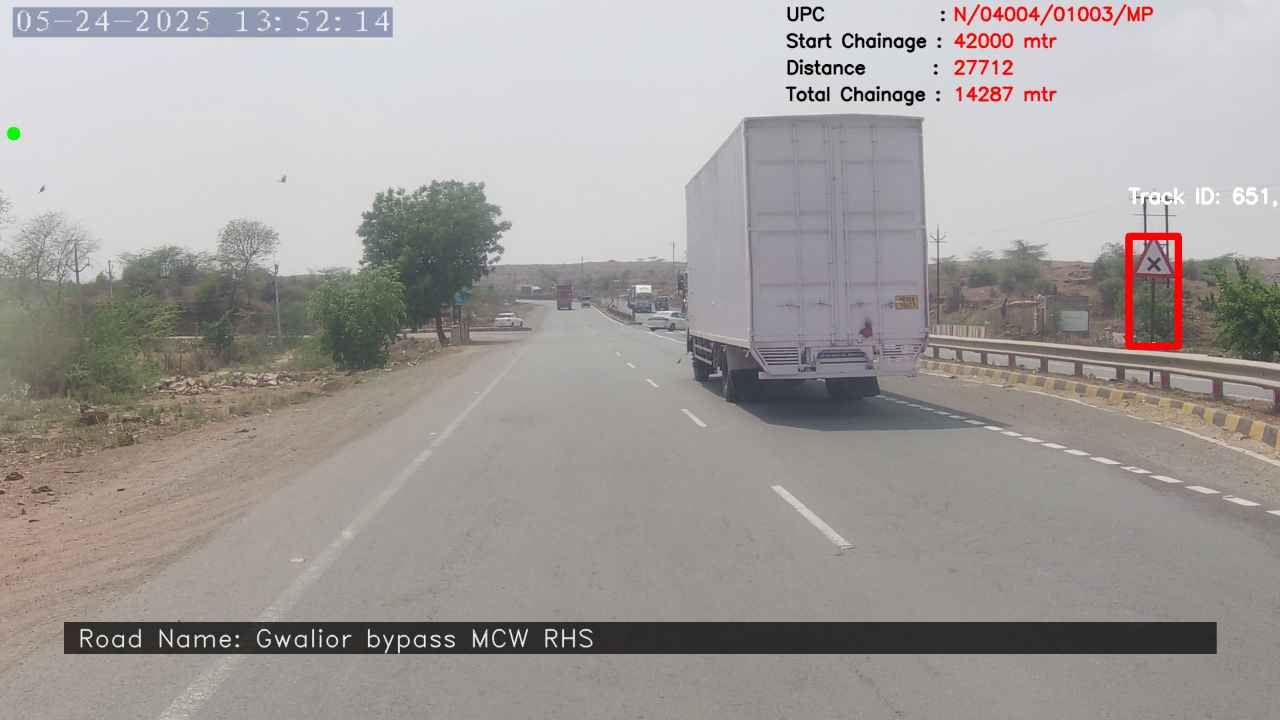 05-24-2025 13:52:14
UPC : N/04004/01003/MP
Start Chainage : 42000 mtr
Distance : 27712
Total Chainage : 14287 mtr
Track ID: 651,
Road Name: Gwalior bypass MCW RHS